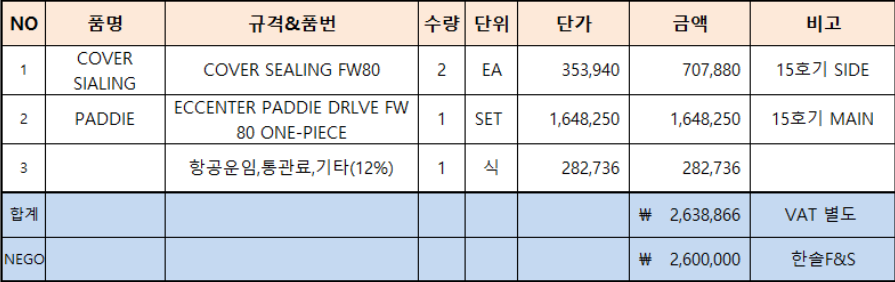 NO 품명 규격&품번 수량 단위 단가 금액 비고
1 COVER SIALING COVER SEALING FW80 2 EA 353,940 707,880 15호기 SIDE
2 PADDIE ECCENTER PADDIE DRLVE FW 80 ONE-PIECE 1 SET 1,648,250 1,648,250 15호기 MAIN
3 항공운임,통관료,기타(12%) 1 식 282,736 282,736
합계 ₩ 2,638,866 VAT 별도
NEGO ₩ 2,600,000 한솔F&S